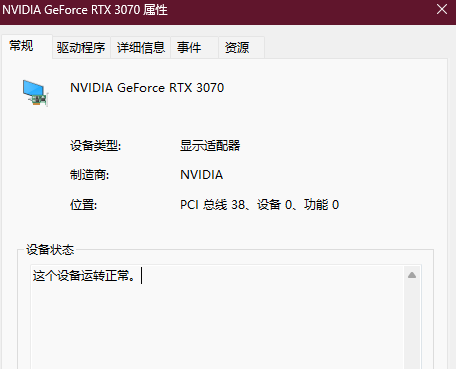 NVIDIA GeForce RTX 3070 属性
常规 驱动程序 详细信息 事件 资源
NVIDIA GeForce RTX 3070
设备类型: 显示适配器
制造商: NVIDIA
位置: PCI 总线 38、设备 0、功能 0
设备状态
这个设备运转正常。